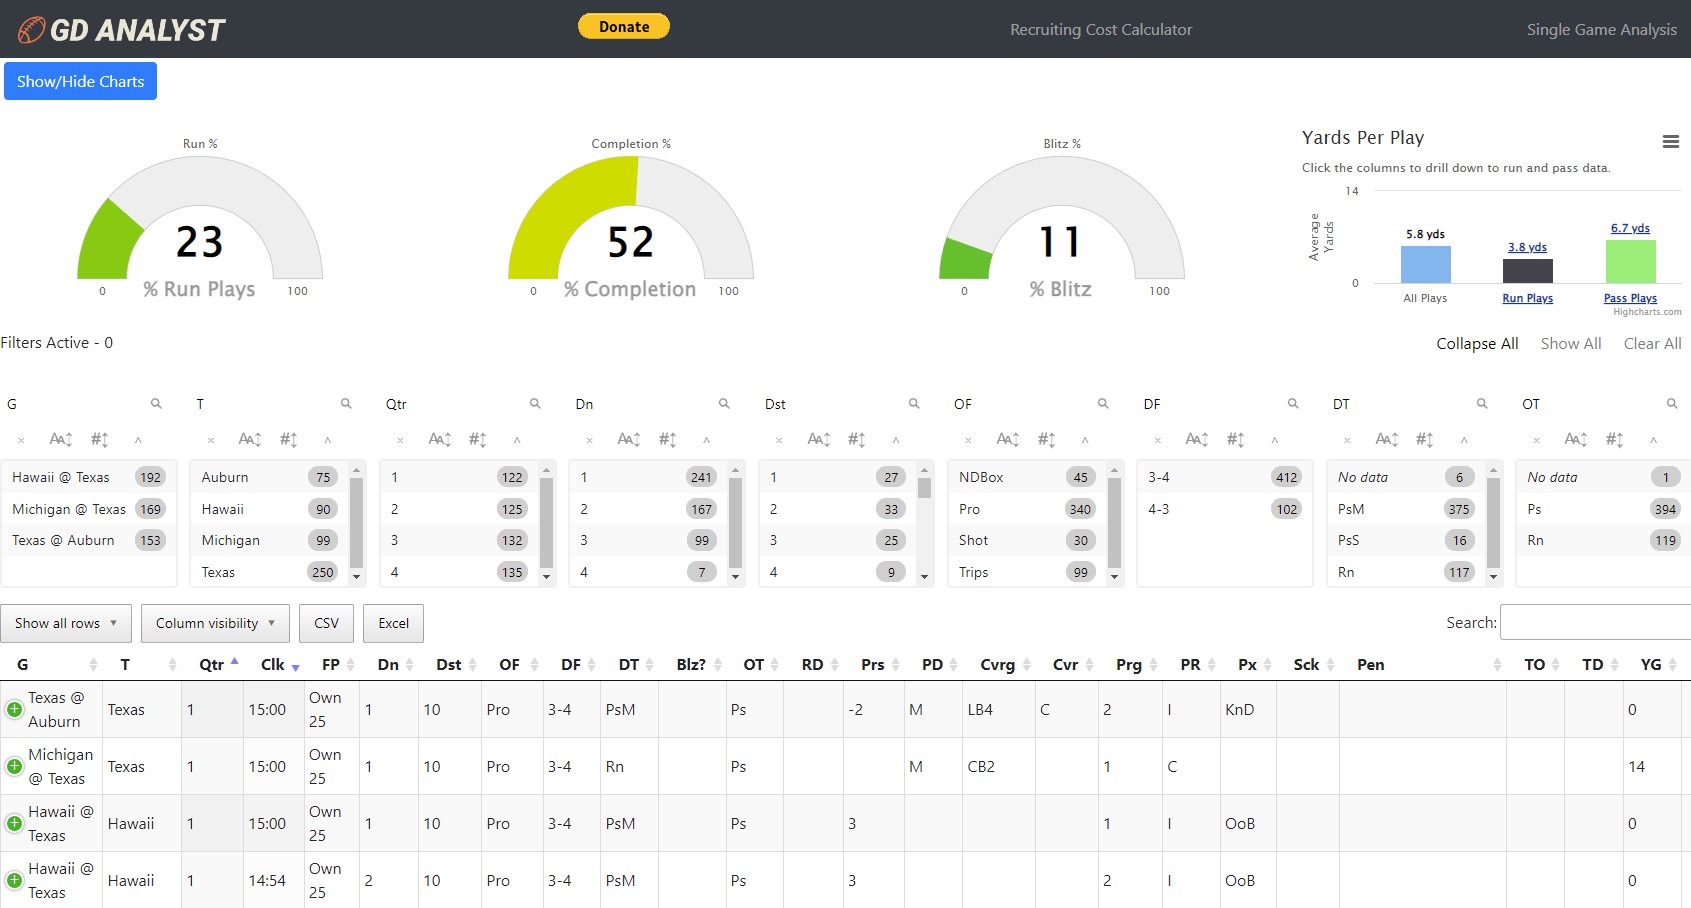 GD ANALYST Donate Recruiting Cost Calculator Single Game Analysis
Show/Hide Charts
Run % Completion % Blitz % Yards Per Play
Click the columns to drill down to run and pass data.
23 52 11
% Run Plays % Completion % Blitz
0 100 0 100 0 100
14
Average Yards
0
5.8 yds 3.8 yds 6.7 yds
All Plays Run Plays Pass Plays
Highcharts.com
Filters Active - 0 Collapse All Show All Clear All
G T Qtr Dn Dst OF DF DT OT
Hawaii @ Texas 192 Auburn 75 1 122 1 241 1 27 NDBox 45 3-4 412 No data 6 No data 1
Michigan @ Texas 169 Hawaii 90 2 125 2 167 2 33 Pro 340 4-3 102 PsM 375 Ps 394
Texas @ Auburn 153 Michigan 99 3 132 3 99 3 25 Shot 30 PsS 16 Rn 119
Texas 250 4 135 4 7 4 9 Trips 99 Rn 117
Show all rows Column visibility CSV Excel Search:
G T Qtr Clk FP Dn Dst OF DF DT Blz? OT RD Prs PD Cvrg Cvr Prg PR Px Sck Pen TO TD YG
Texas @ Auburn Texas 1 15:00 Own 25 1 10 Pro 3-4 PsM Ps -2 M LB4 C 2 I KnD 0
Michigan @ Texas Texas 1 15:00 Own 25 1 10 Pro 3-4 Rn Ps M CB2 1 C 14
Hawaii @ Texas Hawaii 1 15:00 Own 25 1 10 Pro 3-4 PsM Ps 3 1 I OoB 0
Hawaii @ Texas Hawaii 1 14:54 Own 25 2 10 Pro 3-4 PsM Ps 3 2 I OoB 0